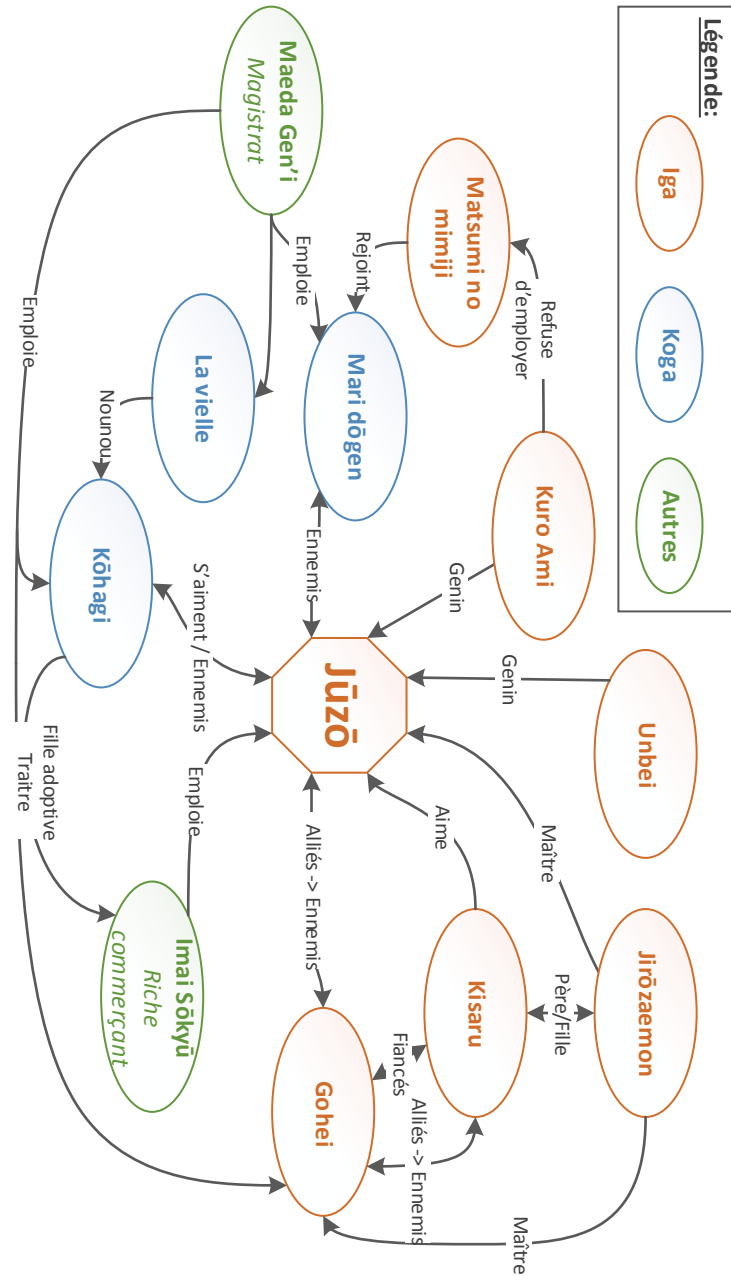 Légende:
Iga
Koga
Autres
Maeda Gen'i
Magistrat
Matsumi no
mimiji
Kuro Ami
Unbei
Jirōzaemon
Refuse
d'employer
Rejoint
Emploie
Emploie
La vielle
Mari dōgen
Nounou
Kōhagi
Ennemis
Genin
Genin
Maître
Maître
Père/Fille
Jūzō
S'aiment / Ennemis
Aime
Kisaru
Emploie
Alliés -> Ennemis
Fiancés
Alliés -> Ennemis
Gohei
Fille adoptive
Traitre
Imai Sōkyū
Riche
commerçant